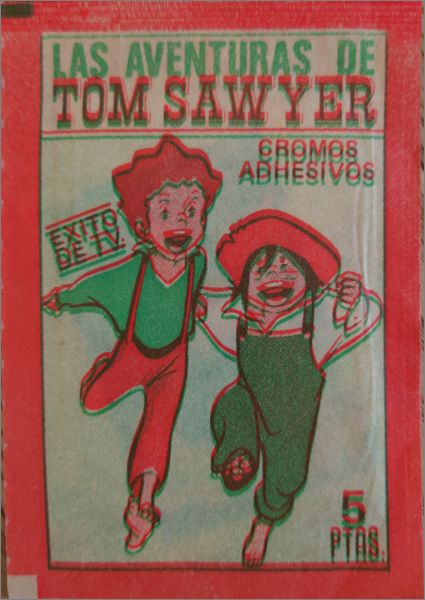 LAS AVENTURAS DE
TOM SAWYER
CROMOS
ADHESIVOS
EXITO
DE T.V.
5
PTAS.